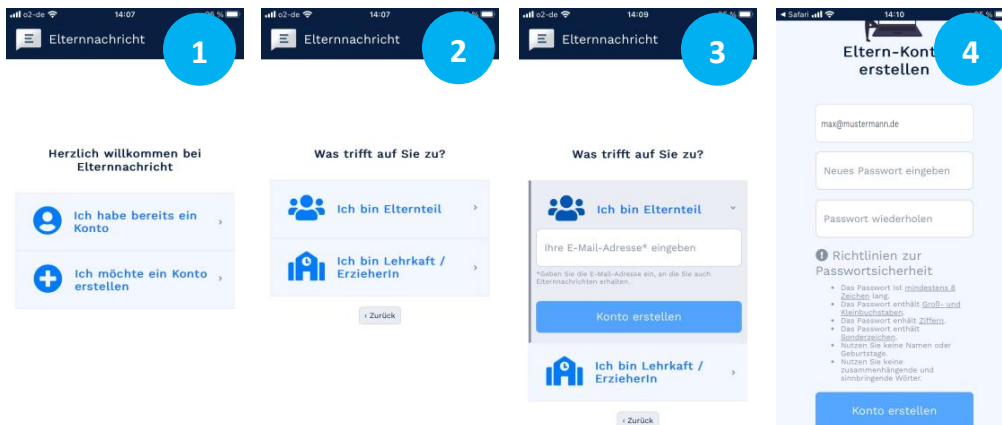 o2-de 14:07
Elternnachricht
1
Herzlich willkommen bei
Elternnachricht
Ich habe bereits ein
Konto
Ich möchte ein Konto
erstellen
o2-de 14:07
Elternnachricht
2
Was trifft auf Sie zu?
Ich bin Elternteil
Ich bin Lehrkaft /
ErzieherIn
‹ Zurück
o2-de 14:09
Elternnachricht
3
Was trifft auf Sie zu?
Ich bin Elternteil
Ihre E-Mail-Adresse* eingeben
*Geben Sie die E-Mail-Adresse ein, an die Sie auch
Elternnachrichten erhalten.
Konto erstellen
Ich bin Lehrkaft /
ErzieherIn
‹ Zurück
Safari 14:10
4
erstellen
max@mustermann.de
Neues Passwort eingeben
Passwort wiederholen
Richtlinien zur
Passwortsicherheit
• Das Passwort ist mindestens 8
Zeichen lang.
• Das Passwort enthält Groß- und
Kleinbuchstaben.
• Das Passwort enhält Ziffern.
• Das Passwort enthält
Sonderzeichen.
• Nutzen Sie keine Namen oder
Geburtstage.
• Nutzen Sie keine
zusammenhängende und
sinnbringende Wörter.
Konto erstellen